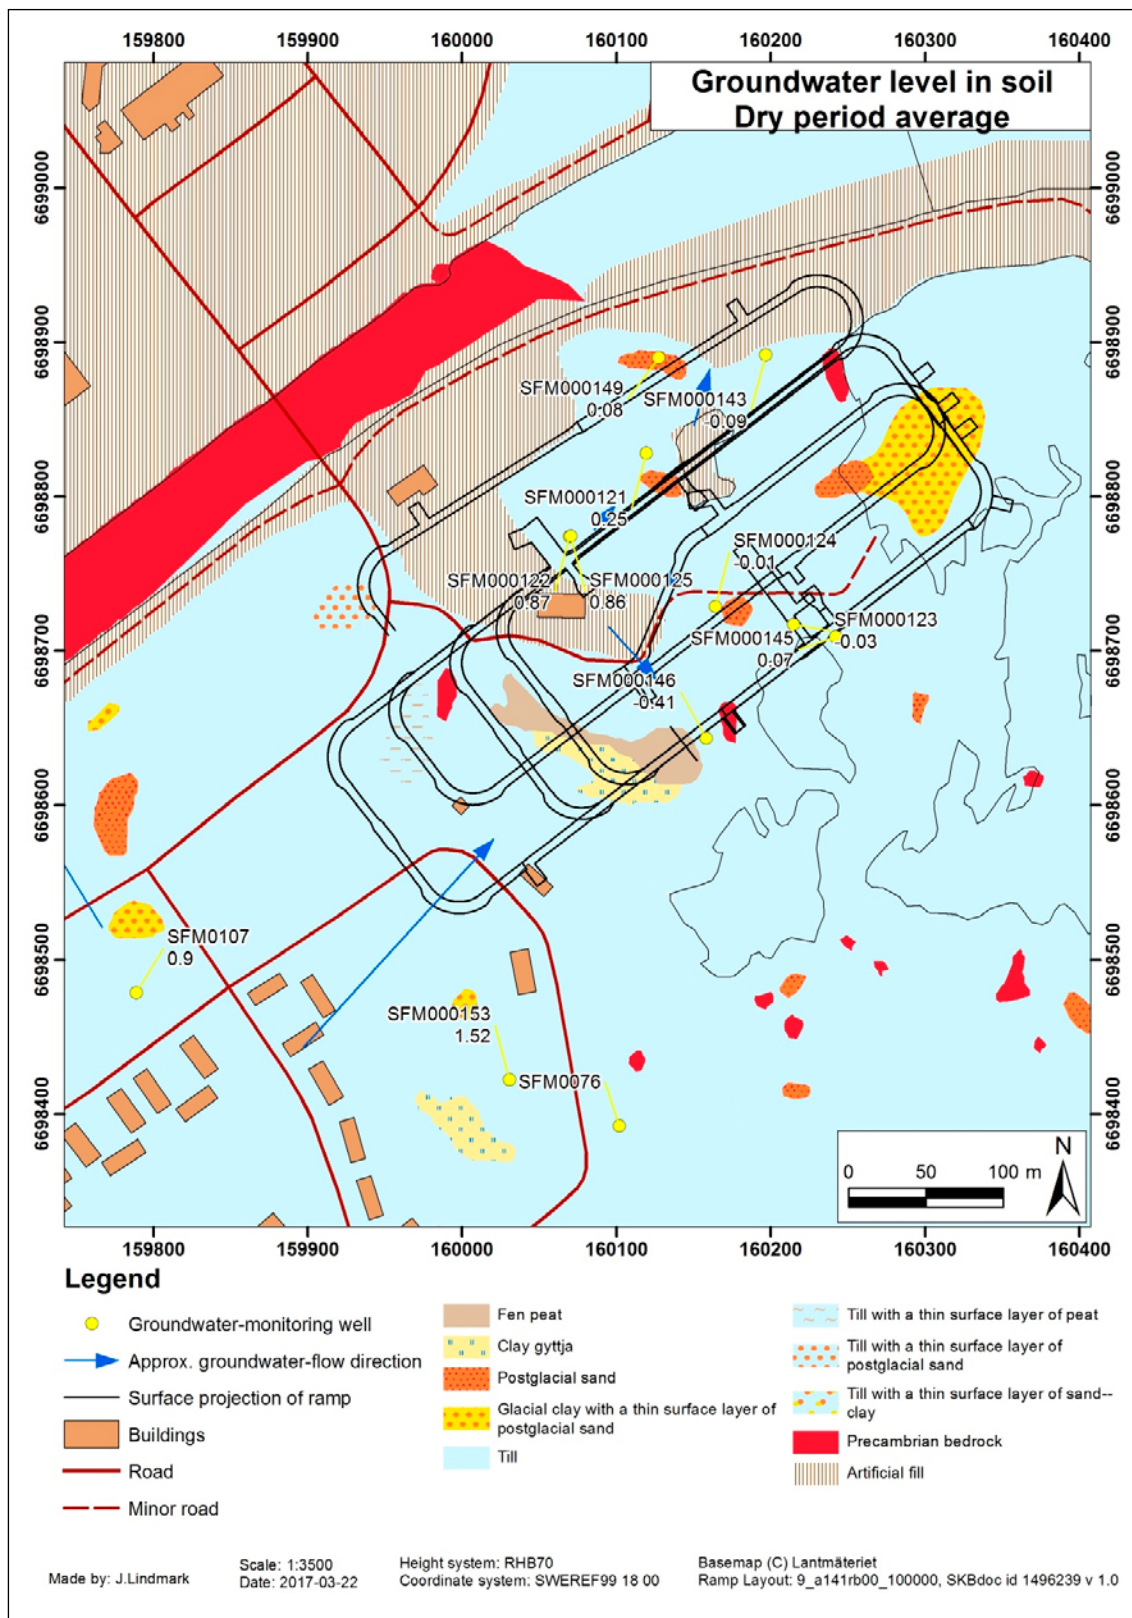 159800 159900 160000 160100 160200 160300 160400
Groundwater level in soil
Dry period average
6699000 6699000
6698900 6698900
SFM000149
0.08
SFM000143
-0.09
6698800 6698800
SFM000121
0.25
SFM000124
-0.01
SFM000122
0.87
SFM000125
0.86
SFM000123
-0.03
6698700 6698700
SFM000145
0.07
SFM000146
-0.41
6698600 6698600
SFM0107
0.9
6698500 6698500
SFM000153
1.52
SFM0076
6698400 6698400
N
0 50 100 m
159800 159900 160000 160100 160200 160300 160400
Legend
Groundwater-monitoring well
Approx. groundwater-flow direction
Surface projection of ramp
Buildings
Road
Minor road
Fen peat
Clay gyttja
Postglacial sand
Glacial clay with a thin surface layer of
postglacial sand
Till
Till with a thin surface layer of peat
Till with a thin surface layer of
postglacial sand
Till with a thin surface layer of sand--
clay
Precambrian bedrock
Artificial fill
Made by: J.Lindmark
Scale: 1:3500
Date: 2017-03-22
Height system: RHB70
Coordinate system: SWEREF99 18 00
Basemap (C) Lantmäteriet
Ramp Layout: 9_a141rb00_100000, SKBdoc id 1496239 v 1.0